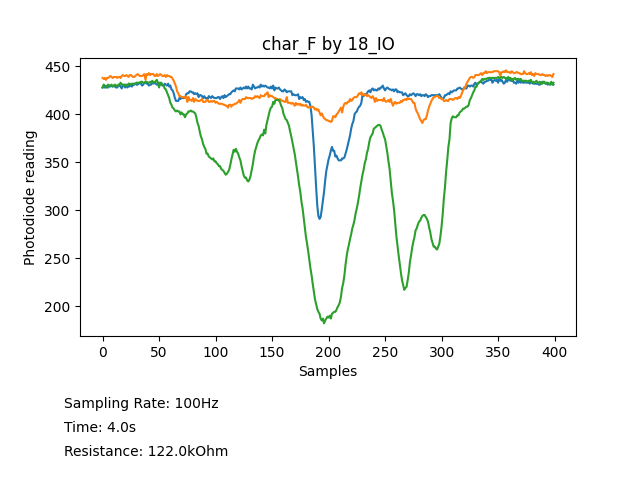 char_F by 18_IO
450
400
350
300
250
200
Photodiode reading
0 50 100 150 200 250 300 350 400
Samples
Sampling Rate: 100Hz
Time: 4.0s
Resistance: 122.0kOhm